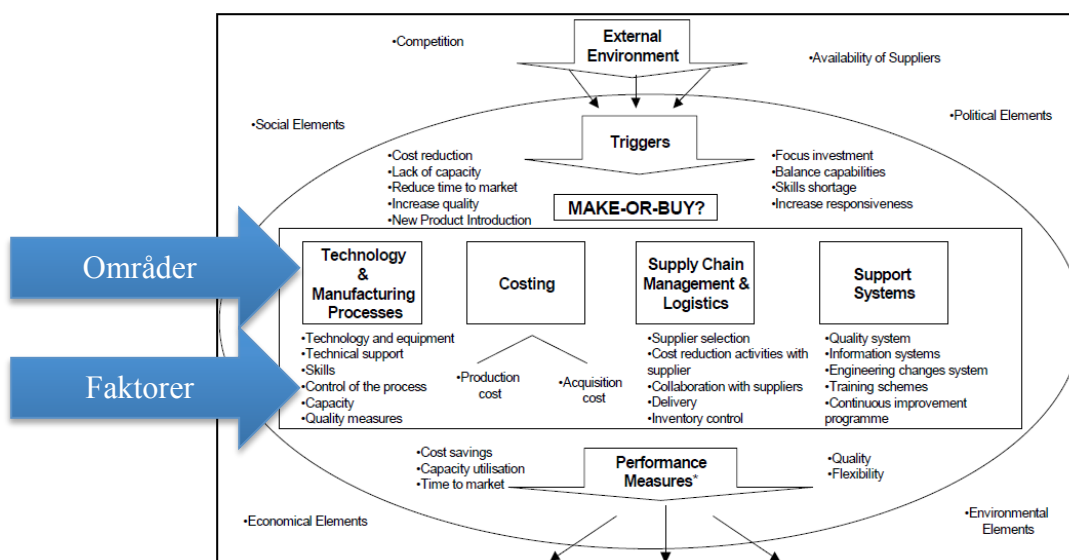 External
Environment
•Competition
•Availability of Suppliers
•Social Elements
•Political Elements
Triggers
•Cost reduction
•Lack of capacity
•Reduce time to market
•Increase quality
•New Product Introduction
•Focus investment
•Balance capabilities
•Skills shortage
•Increase responsiveness
MAKE-OR-BUY?
Områder
Technology
&
Manufacturing
Processes
Costing
Supply Chain
Management &
Logistics
Support
Systems
Faktorer
•Technology and equipment
•Technical support
•Skills
•Control of the process
•Capacity
•Quality measures
•Production
cost
•Acquisition
cost
•Supplier selection
•Cost reduction activities with
supplier
•Collaboration with suppliers
•Delivery
•Inventory control
•Quality system
•Information systems
•Engineering changes system
•Training schemes
•Continuous improvement
programme
•Cost savings
•Capacity utilisation
•Time to market
Performance
Measures*
•Quality
•Flexibility
•Economical Elements
•Environmental
Elements